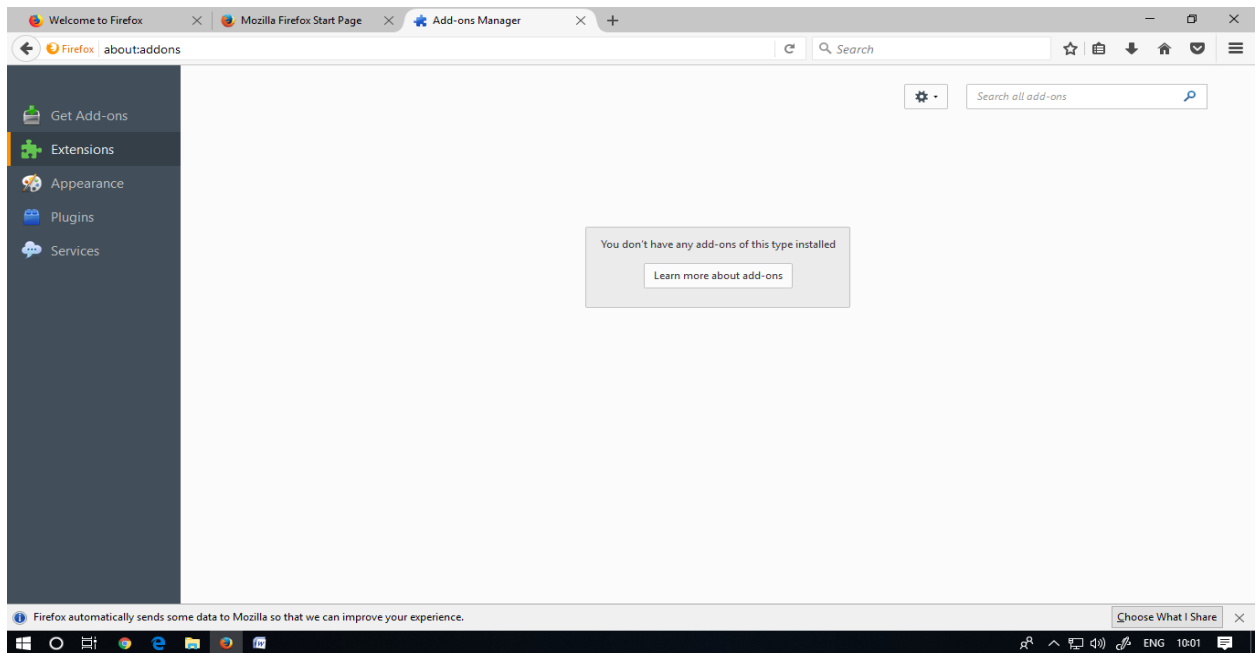 Welcome to Firefox
Mozilla Firefox Start Page
Add-ons Manager
Firefox about:addons
Search
Search all add-ons
Get Add-ons
Extensions
Appearance
Plugins
Services
You don't have any add-ons of this type installed
Learn more about add-ons
Firefox automatically sends some data to Mozilla so that we can improve your experience.
Choose What I Share
ENG 10:01